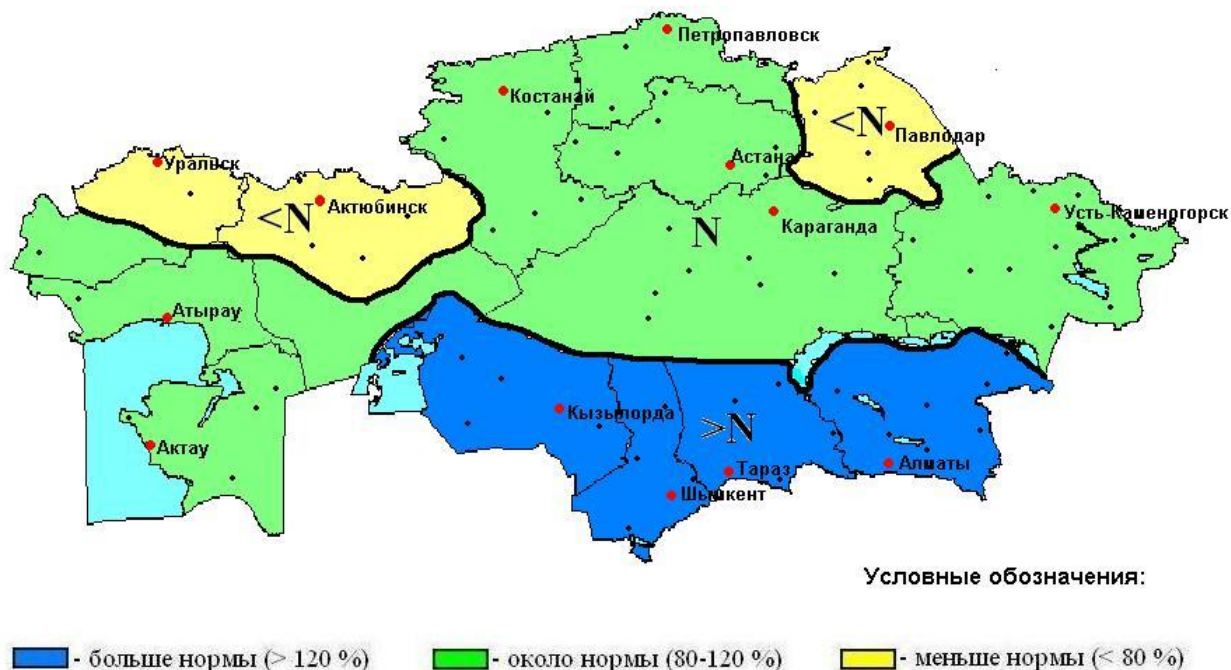 Петропавловск
Костанай
<N
Павлодар
Астана
Уральск
<N
Актюбинск
Усть-Каменогорск
N
Караганда
Атырау
Кызылорда
>N
Актау
Тараз
Алматы
Шымкент
Условные обозначения:
- больше нормы (> 120 %)
- около нормы (80-120 %)
- меньше нормы (< 80 %)